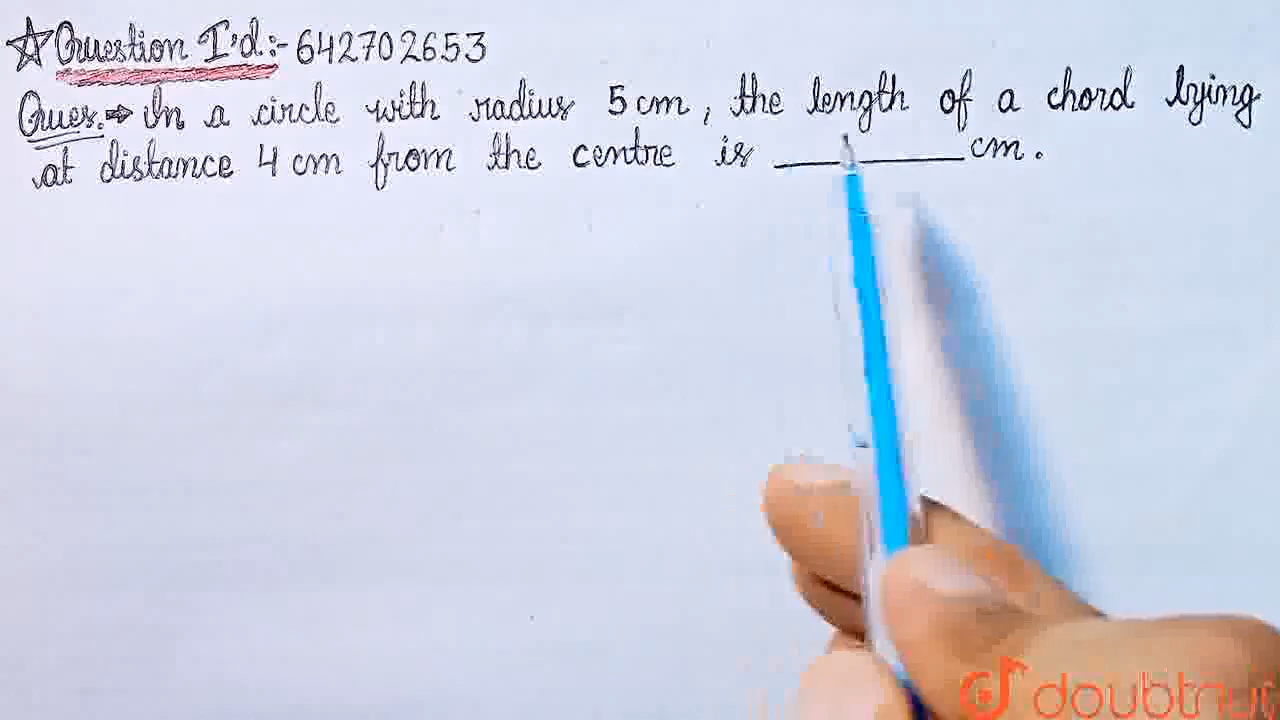 ☆ Question I'd:- 642702653
Ques. ⇒ In a circle with radius 5 cm, the length of a chord lying
at distance 4 cm from the centre is ________ cm.
doubtnut